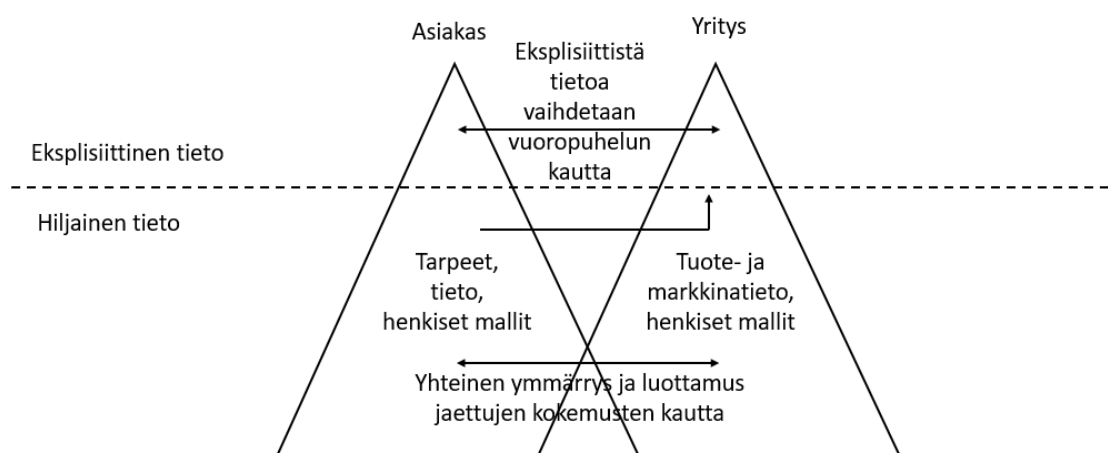 Asiakas
Yritys
Eksplisiittistä
tietoa
vaihdetaan
vuoropuhelun
kautta
Eksplisiittinen tieto
Hiljainen tieto
Tarpeet,
tieto,
henkiset mallit
Tuote- ja
markkinatieto,
henkiset mallit
Yhteinen ymmärrys ja luottamus
jaettujen kokemusten kautta